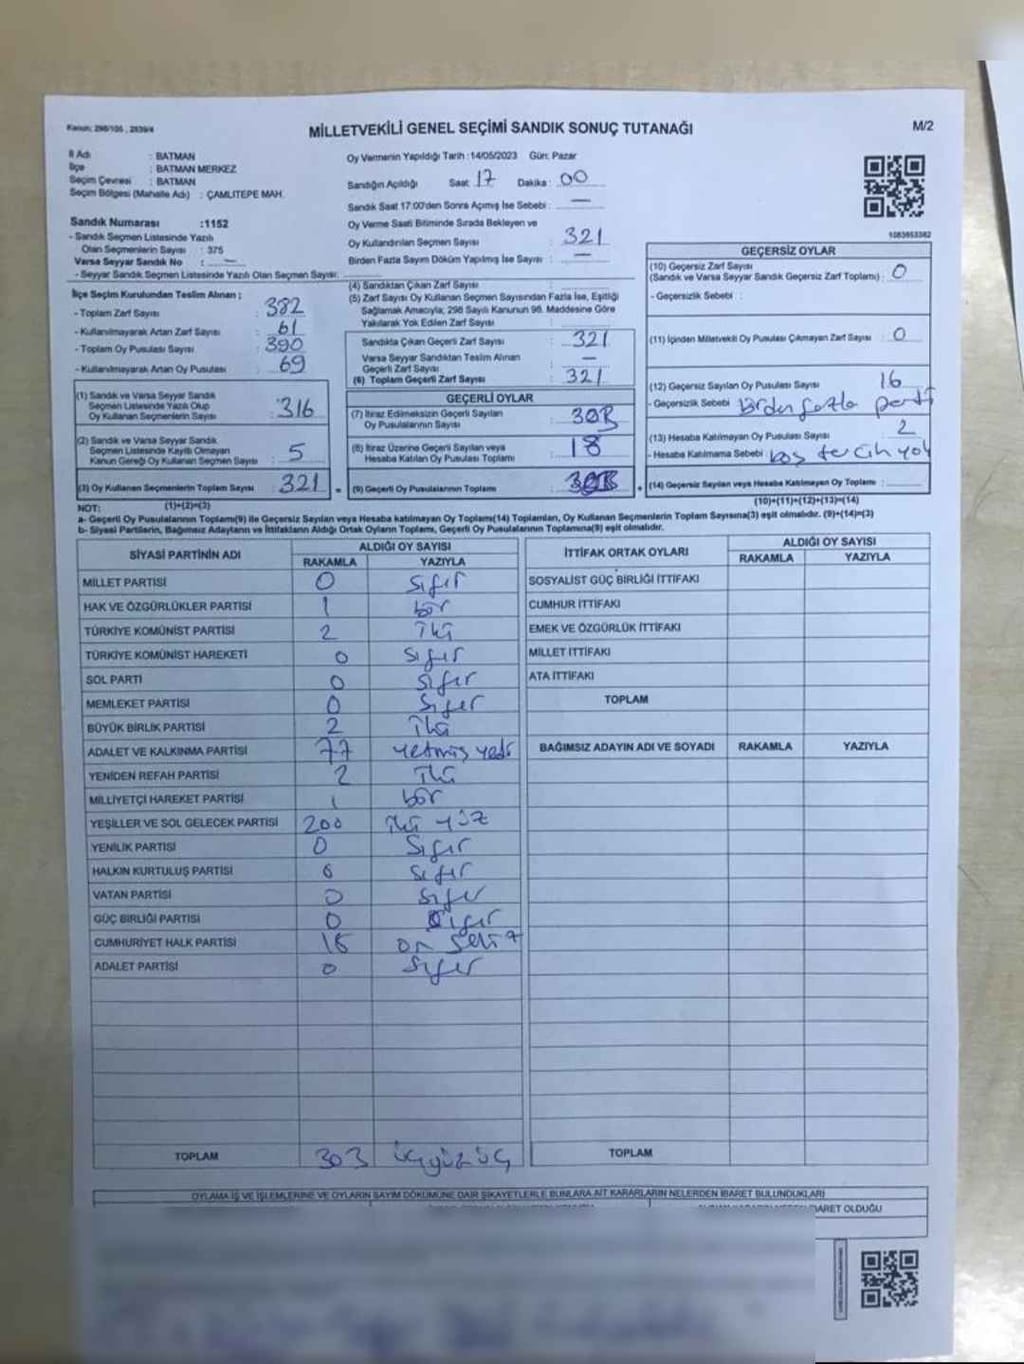 Kanun: 298/105 , 2839/4
MİLLETVEKİLİ GENEL SEÇİMİ SANDIK SONUÇ TUTANAĞI
M/2
İl Adı : BATMAN
İlçe : BATMAN MERKEZ
Seçim Çevresi : BATMAN
Seçim Bölgesi (Mahalle Adı) : ÇAMLITEPE MAH.
Sandık Numarası :1152
- Sandık Seçmen Listesinde Yazılı
Olan Seçmenlerin Sayısı : 375
Varsa Seyyar Sandık No : —
- Seyyar Sandık Seçmen Listesinde Yazılı Olan Seçmen Sayısı:
Oy Vermenin Yapıldığı Tarih :14/05/2023 Gün: Pazar
Sandığın Açıldığı Saat: 17 Dakika : 00
Sandık Saat 17:00'den Sonra Açımış İse Sebebi : —
Oy Verme Saati Bitiminde Sırada Bekleyen ve
Oy Kullandırılan Seçmen Sayısı : 321
Birden Fazla Sayım Döküm Yapılmış İse Sayısı : —
1083953382
İlçe Seçim Kurulundan Teslim Alınan ;
- Toplam Zarf Sayısı : 382
- Kullanılmayarak Artan Zarf Sayısı : 61
- Toplam Oy Pusulası Sayısı : 390
- Kullanılmayarak Artan Oy Pusulası : 69
(4) Sandıktan Çıkan Zarf Sayısı :
(5) Zarf Sayısı Oy Kullanan Seçmen Sayısından Fazla İse, Eşitliği
Sağlamak Amacıyla; 298 Sayılı Kanunun 98. Maddesine Göre
Yakılarak Yok Edilen Zarf Sayısı :
Sandıkta Çıkan Geçerli Zarf Sayısı : 321
Varsa Seyyar Sandıktan Teslim Alınan
Geçerli Zarf Sayısı : —
(6) Toplam Geçerli Zarf Sayısı : 321
GEÇERSİZ OYLAR
(10) Geçersiz Zarf Sayısı
(Sandık ve Varsa Seyyar Sandık Geçersiz Zarf Toplamı) : 0
- Geçersizlik Sebebi :
(11) İçinden Milletvekili Oy Pusulası Çıkmayan Zarf Sayısı : 0
(12) Geçersiz Sayılan Oy Pusulası Sayısı : 16
- Geçersizlik Sebebi : birden fazla parti
(13) Hesaba Katılmayan Oy Pusulası Sayısı : 2
- Hesaba Katılmama Sebebi : boş tercih yok
(14) Geçersiz Sayılan veya Hesaba Katılmayan Oy Toplamı :
(1) Sandık ve Varsa Seyyar Sandık
Seçmen Listesinde Yazılı Olup
Oy Kullanan Seçmenlerin Sayısı : 316
(2) Sandık ve Varsa Seyyar Sandık
Seçmen Listesinde Kayıtlı Olmayan
Kanun Gereği Oy Kullanan Seçmen Sayısı : 5
(3) Oy Kullanan Seçmenlerin Toplam Sayısı : 321
GEÇERLİ OYLAR
(7) İtiraz Edilmeksizin Geçerli Sayılan
Oy Pusulalarının Sayısı :
(8) İtiraz Üzerine Geçerli Sayılan veya
Hesaba Katılan Oy Pusulası Toplamı : 18
(9) Geçerli Oy Pusulalarının Toplamı :
NOT: (1)+(2)=(3)
(10)+(11)+(12)+(13)=(14)
a- Geçerli Oy Pusulalarının Toplamı(9) ile Geçersiz Sayılan veya Hesaba katılmayan Oy Pusulası Toplamı(14) Toplamları, Oy Kullanan Seçmenlerin Toplam Sayısına(3) eşit olmalıdır. (9)+(14)=(3)
b- Siyasi Partilerin, Bağımsız Adayların ve İttifakların Aldığı Ortak Oyların Toplamı, Geçerli Oy Pusulalarının Toplamına(9) eşit olmalıdır.
SİYASİ PARTİNİN ADI ALDIĞI OY SAYISI
RAKAMLA YAZIYLA
MİLLET PARTİSİ 0 sıfır
HAK VE ÖZGÜRLÜKLER PARTİSİ 1 bir
TÜRKİYE KOMÜNİST PARTİSİ 2 iki
TÜRKİYE KOMÜNİST HAREKETİ 0 sıfır
SOL PARTİ 0 sıfır
MEMLEKET PARTİSİ 0 sıfır
BÜYÜK BİRLİK PARTİSİ 2 iki
ADALET VE KALKINMA PARTİSİ 77 yetmiş yedi
YENİDEN REFAH PARTİSİ 2 iki
MİLLİYETÇİ HAREKET PARTİSİ 1 bir
YEŞİLLER VE SOL GELECEK PARTİSİ 200 iki yüz
YENİLİK PARTİSİ 0 sıfır
HALKIN KURTULUŞ PARTİSİ 0 sıfır
VATAN PARTİSİ 0 sıfır
GÜÇ BİRLİĞİ PARTİSİ 0 sıfır
CUMHURİYET HALK PARTİSİ 18 on sekiz
ADALET PARTİSİ 0 sıfır
TOPLAM 303 üçyüzüç
İTTİFAK ORTAK OYLARI ALDIĞI OY SAYISI
RAKAMLA YAZIYLA
SOSYALİST GÜÇ BİRLİĞİ İTTİFAKI
CUMHUR İTTİFAKI
EMEK VE ÖZGÜRLÜK İTTİFAKI
MİLLET İTTİFAKI
ATA İTTİFAKI
TOPLAM
BAĞIMSIZ ADAYIN ADI VE SOYADI RAKAMLA YAZIYLA
TOPLAM
OYLAMA İŞ VE İŞLEMLERİNE VE OYLARIN SAYIM DÖKÜMÜNE DAİR ŞİKAYETLERLE BUNLARA AİT KARARLARIN NELERDEN İBARET BULUNDUKLARI
İBARET OLDUĞU